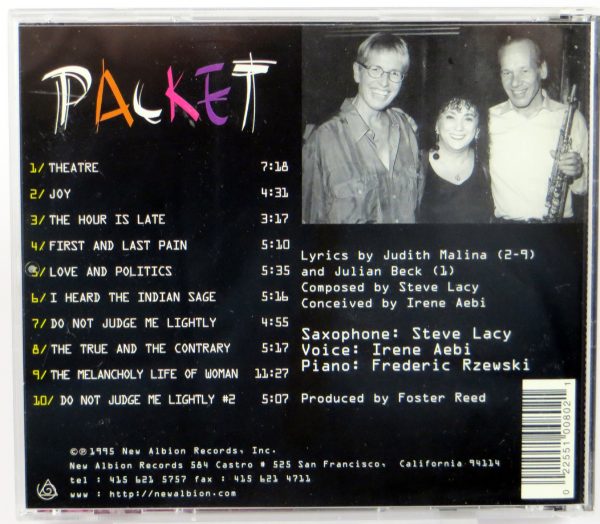 PACKET
1/ THEATRE 7:18
2/ JOY 4:31
3/ THE HOUR IS LATE 3:17
4/ FIRST AND LAST PAIN 5:10
5/ LOVE AND POLITICS 5:35
6/ I HEARD THE INDIAN SAGE 5:16
7/ DO NOT JUDGE ME LIGHTLY 4:55
8/ THE TRUE AND THE CONTRARY 5:17
9/ THE MELANCHOLY LIFE OF WOMAN 11:27
10/ DO NOT JUDGE ME LIGHTLY #2 5:07
Lyrics by Judith Malina (2-9)
and Julian Beck (1)
Composed by Steve Lacy
Conceived by Irene Aebi
Saxophone: Steve Lacy
Voice: Irene Aebi
Piano: Frederic Rzewski
Produced by Foster Reed
©℗1995 New Albion Records, Inc.
New Albion Records 584 Castro # 525 San Francisco, California 94114
tel : 415 621 5757 fax : 415 621 4711
www : http://newalbion.com
0 22551 00802 1